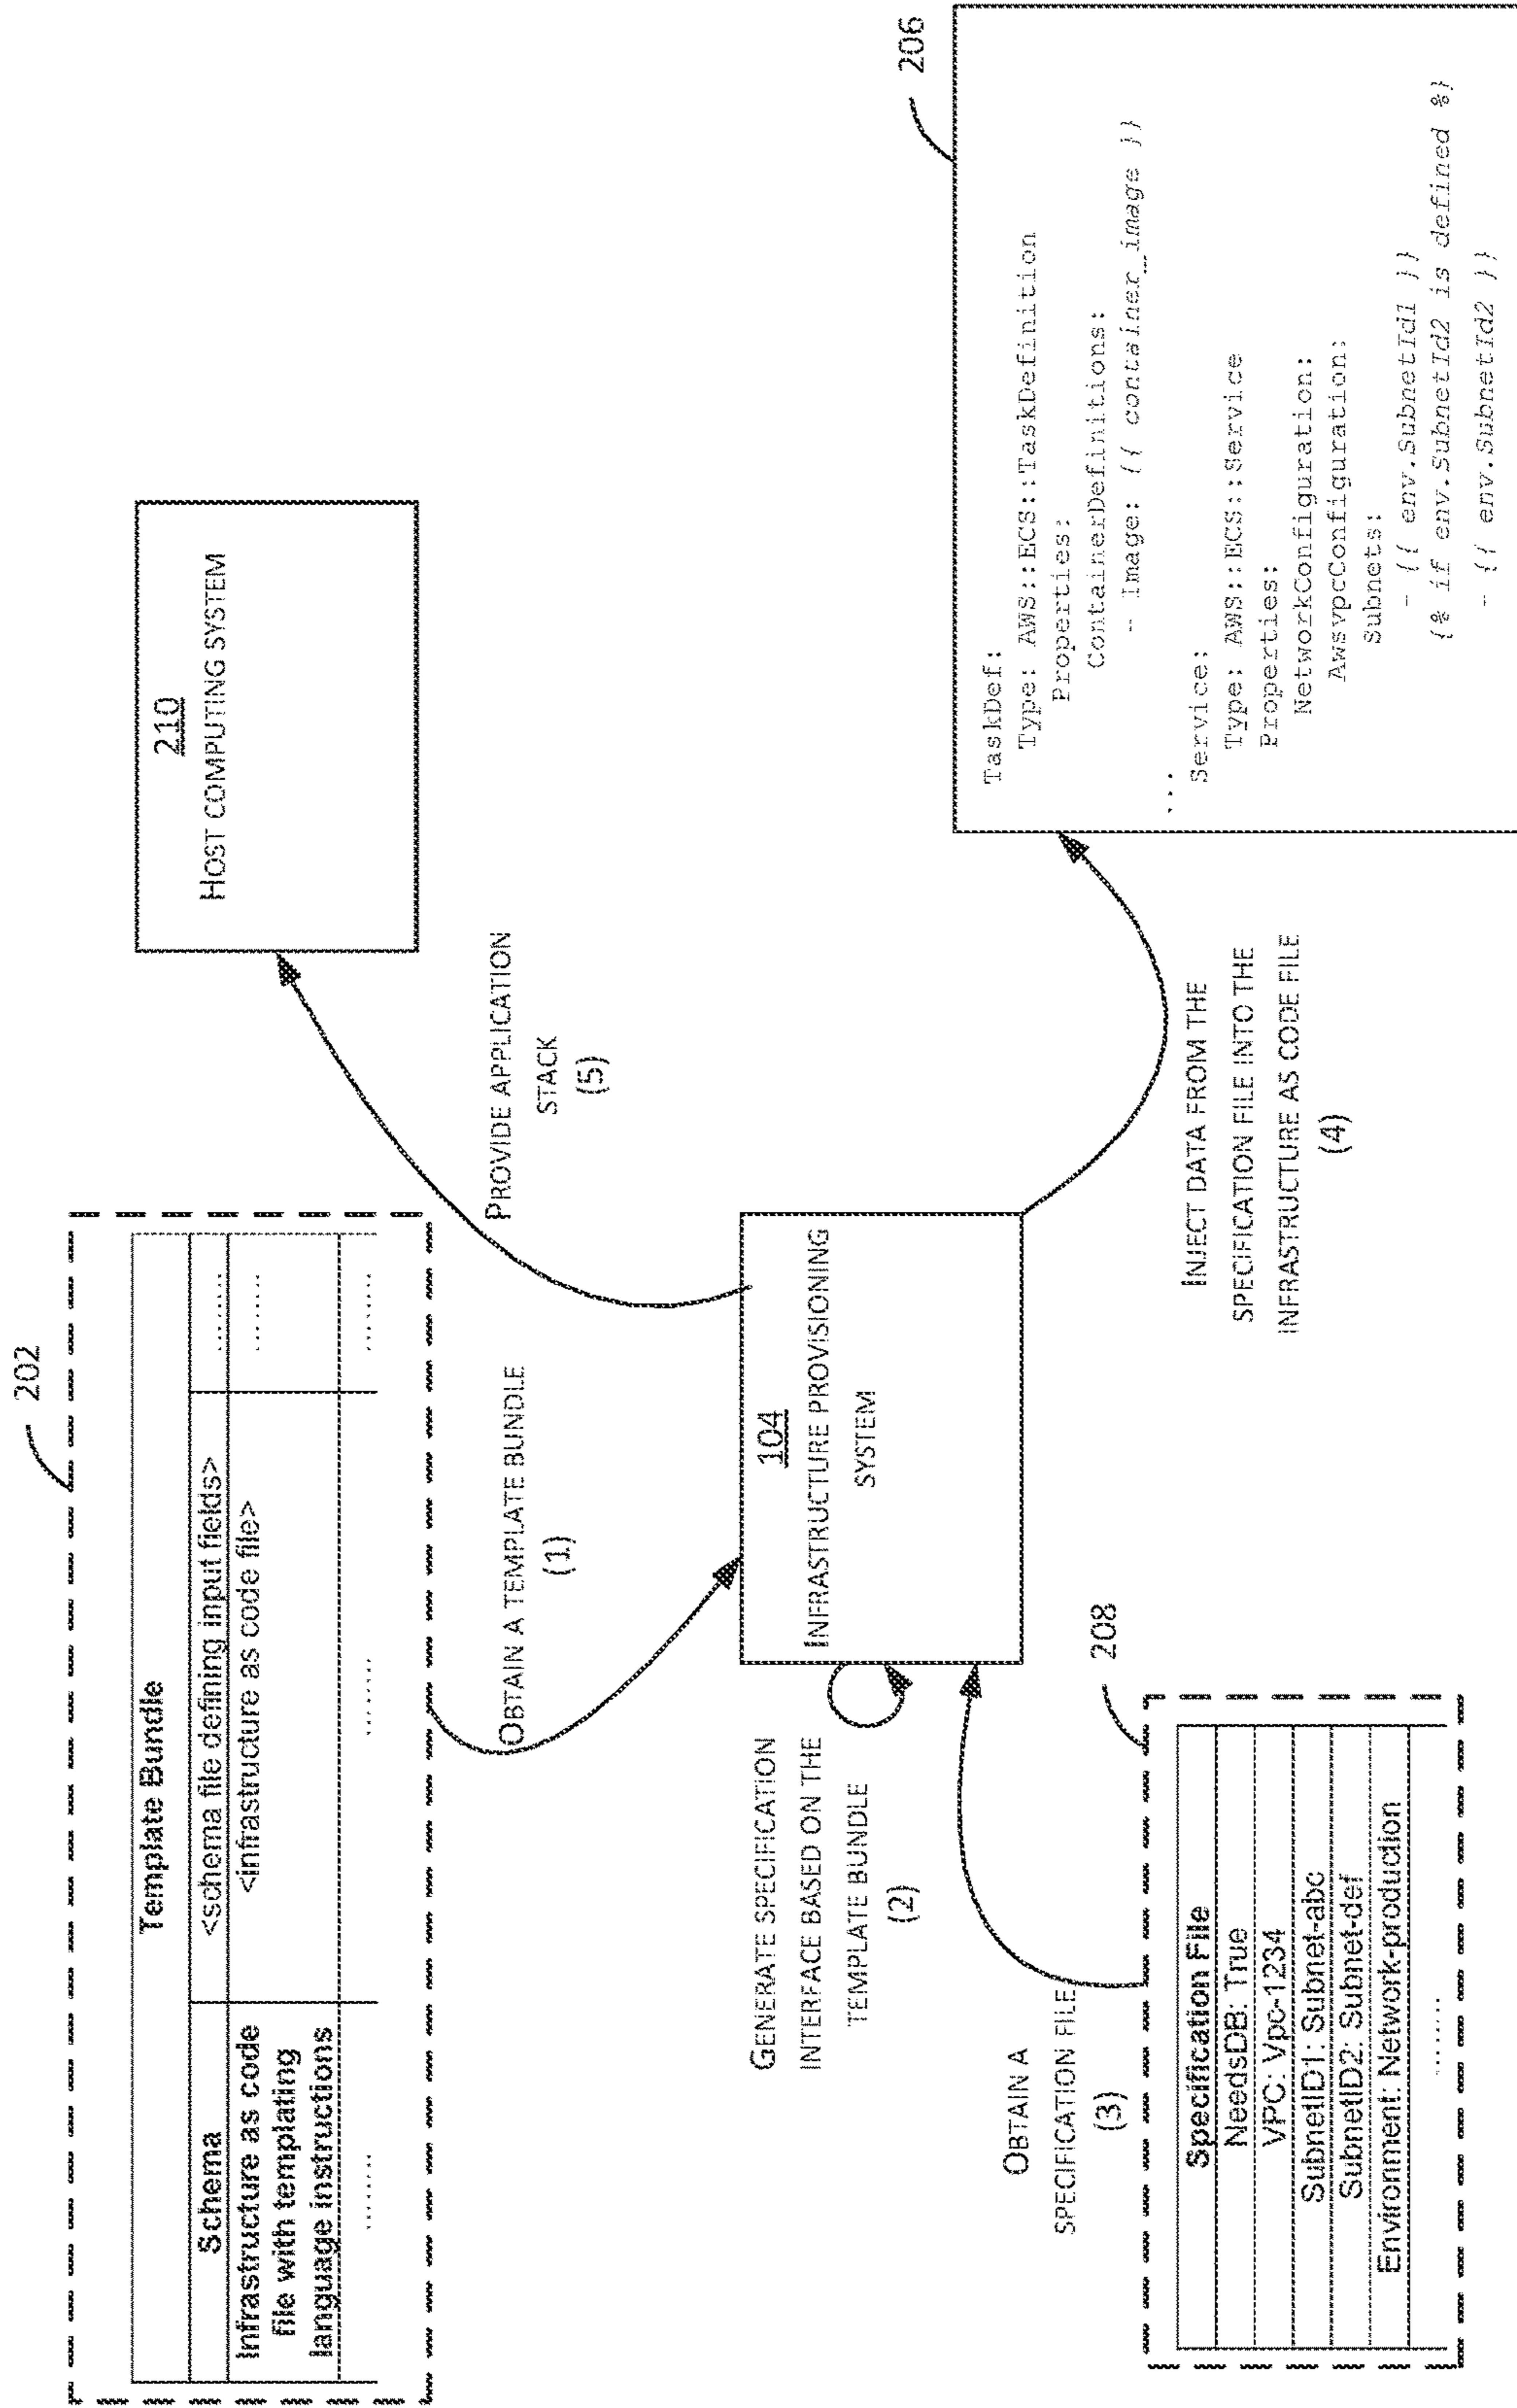 202
Template Bundle
Schema
<schema file defining input fields>
........
Infrastructure as code
file with templating
language instructions
<infrastructure as code file>
........
........
........
........
OBTAIN A TEMPLATE BUNDLE
(1)
PROVIDE APPLICATION
STACK
(5)
210
HOST COMPUTING SYSTEM
GENERATE SPECIFICATION
INTERFACE BASED ON THE
TEMPLATE BUNDLE
(2)
104
INFRASTRUCTURE PROVISIONING
SYSTEM
OBTAIN A
SPECIFICATION FILE
(3)
208
Specification File
NeedsDB: True
VPC: Vpc-1234
SubnetID1: Subnet-abc
SubnetID2: Subnet-def
Environment: Network-production
........
INJECT DATA FROM THE
SPECIFICATION FILE INTO THE
INFRASTRUCTURE AS CODE FILE
(4)
206
TaskDef:
Type: AWS::ECS::TaskDefinition
Properties:
ContainerDefinitions:
- Image: {{ container_image }}
...
Service:
Type: AWS::ECS::Service
Properties:
NetworkConfiguration:
AwsvpcConfiguration:
Subnets:
- {{ env.SubnetId1 }}
{% if env.SubnetId2 is defined %}
- {{ env.SubnetId2 }}